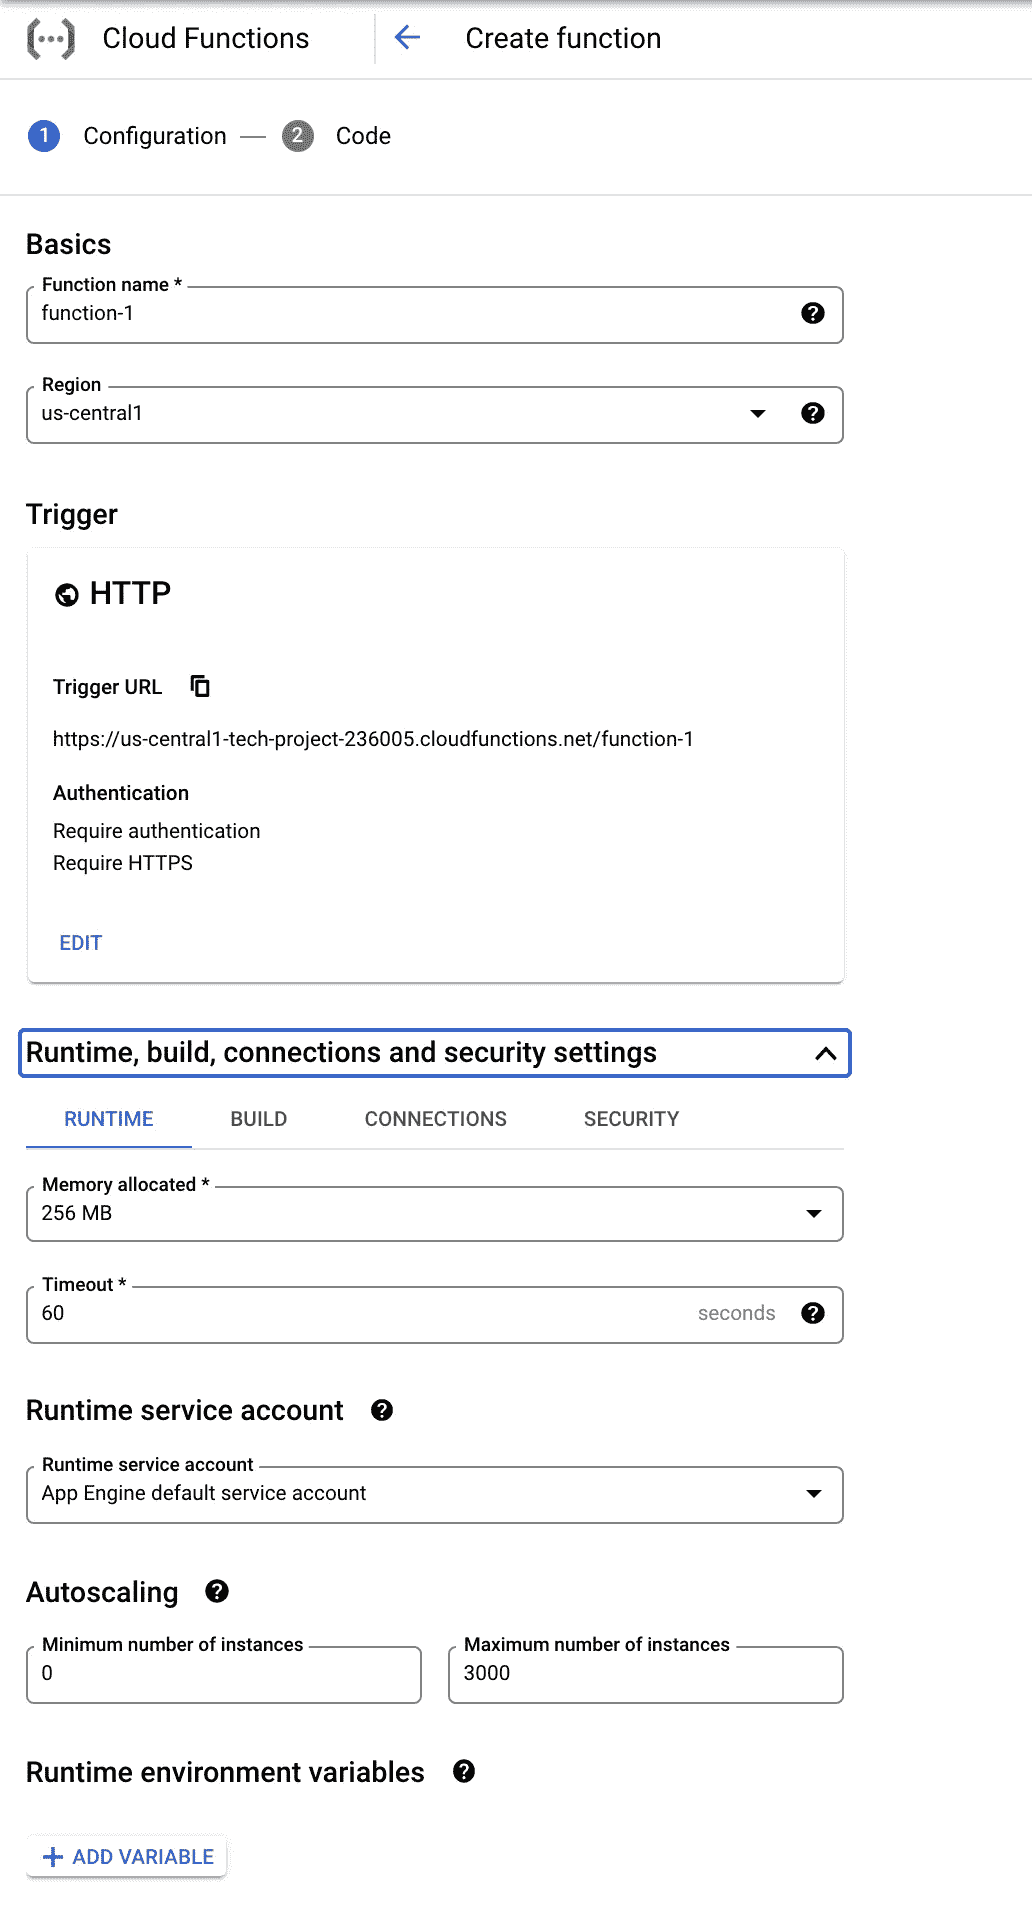 Cloud Functions
Create function
1 Configuration — 2 Code
Basics
Function name *
function-1
Region
us-central1
Trigger
HTTP
Trigger URL
https://us-central1-tech-project-236005.cloudfunctions.net/function-1
Authentication
Require authentication
Require HTTPS
EDIT
Runtime, build, connections and security settings
RUNTIME BUILD CONNECTIONS SECURITY
Memory allocated *
256 MB
Timeout *
60 seconds
Runtime service account
Runtime service account
App Engine default service account
Autoscaling
Minimum number of instances
0
Maximum number of instances
3000
Runtime environment variables
+ ADD VARIABLE